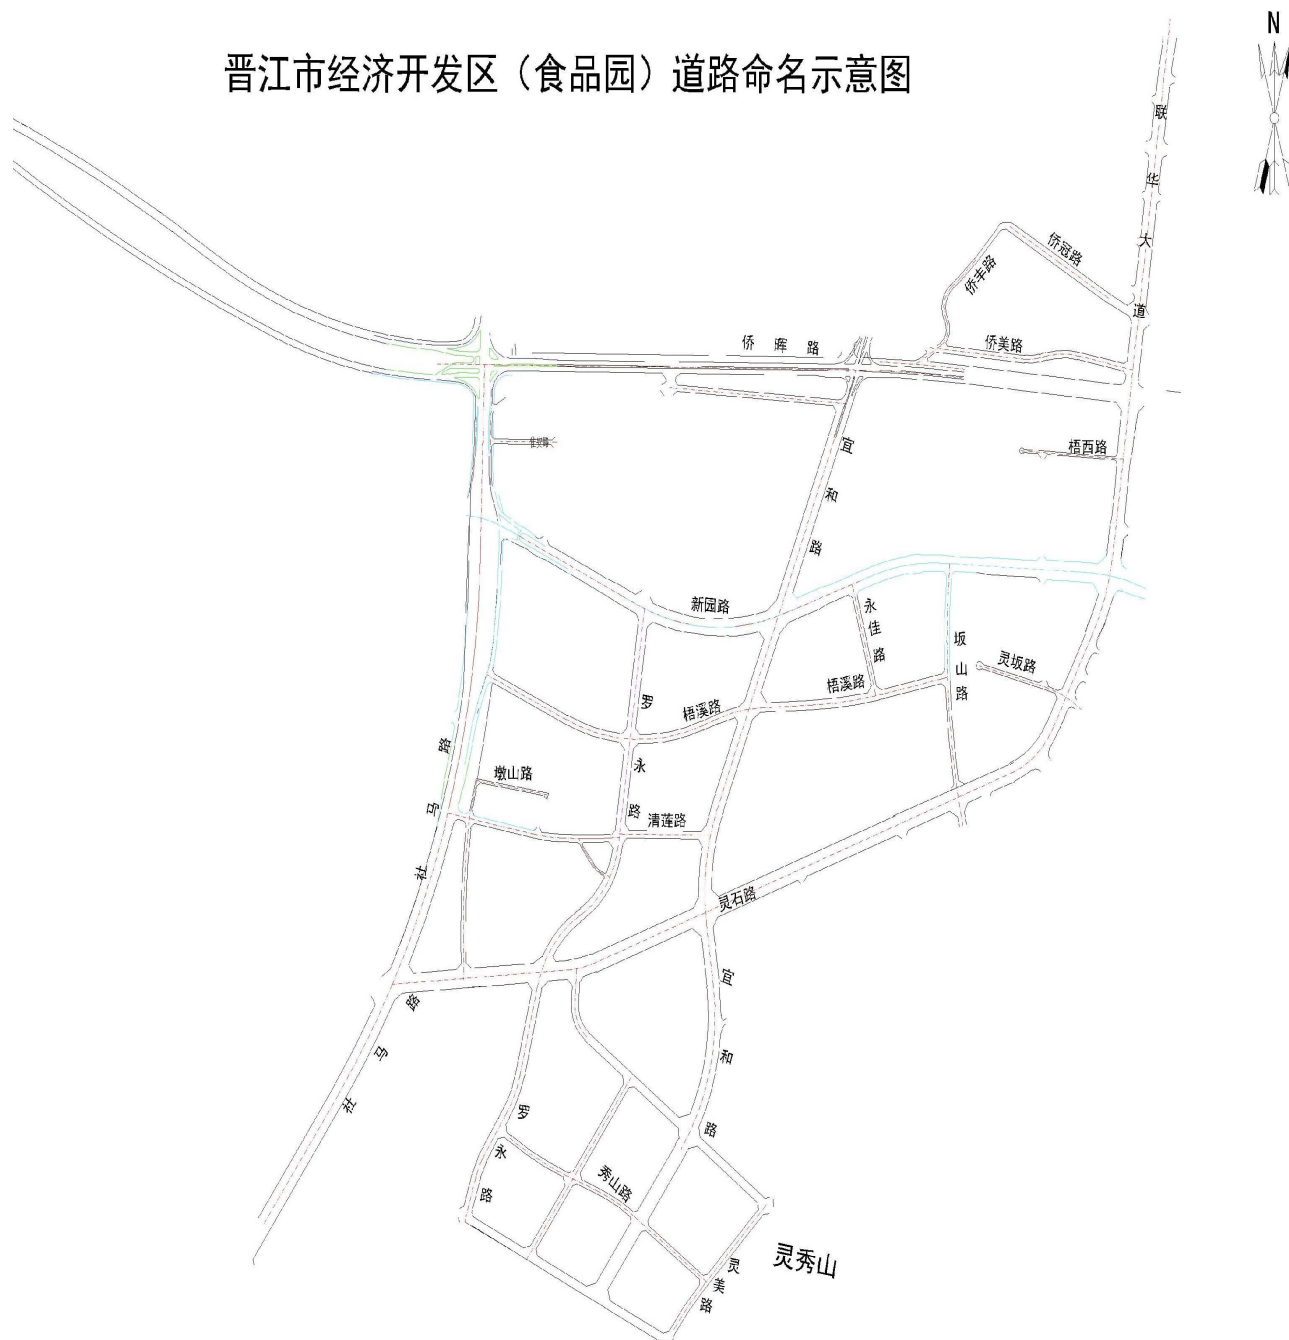 晋江市经济开发区（食品园）道路命名示意图
N
联华大道
侨冠路
侨丰路
侨晖路
侨美路
宜和路
梧西路
新园路
永佳路
坂山路
灵坂路
梧溪路
梧溪路
罗永路
社马路
墩山路
清莲路
灵石路
宜和路
社马路
罗永路
秀山路
灵秀山
灵美路